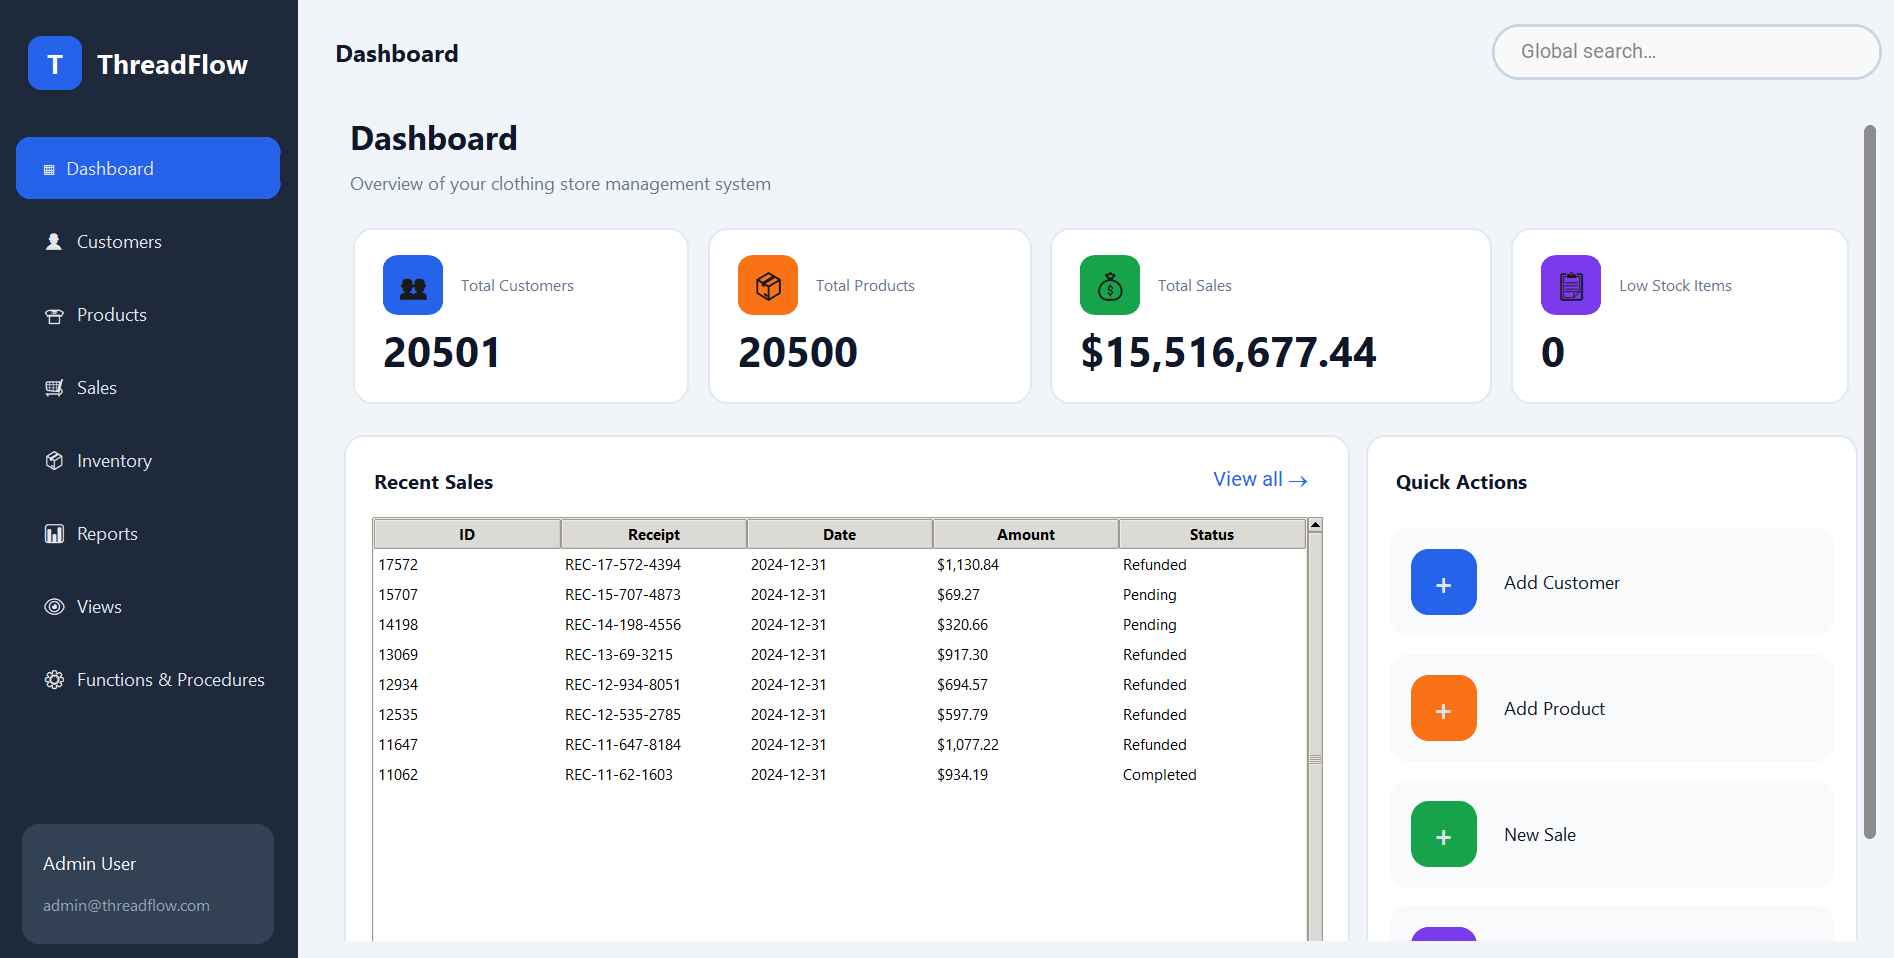 T ThreadFlow
Dashboard
Customers
Products
Sales
Inventory
Reports
Views
Functions & Procedures
Admin User
admin@threadflow.com
Dashboard
Global search...
Dashboard
Overview of your clothing store management system
Total Customers
20501
Total Products
20500
Total Sales
$15,516,677.44
Low Stock Items
0
Recent Sales
View all →
ID Receipt Date Amount Status
17572 REC-17-572-4394 2024-12-31 $1,130.84 Refunded
15707 REC-15-707-4873 2024-12-31 $69.27 Pending
14198 REC-14-198-4556 2024-12-31 $320.66 Pending
13069 REC-13-69-3215 2024-12-31 $917.30 Refunded
12934 REC-12-934-8051 2024-12-31 $694.57 Refunded
12535 REC-12-535-2785 2024-12-31 $597.79 Refunded
11647 REC-11-647-8184 2024-12-31 $1,077.22 Refunded
11062 REC-11-62-1603 2024-12-31 $934.19 Completed
Quick Actions
+ Add Customer
+ Add Product
+ New Sale